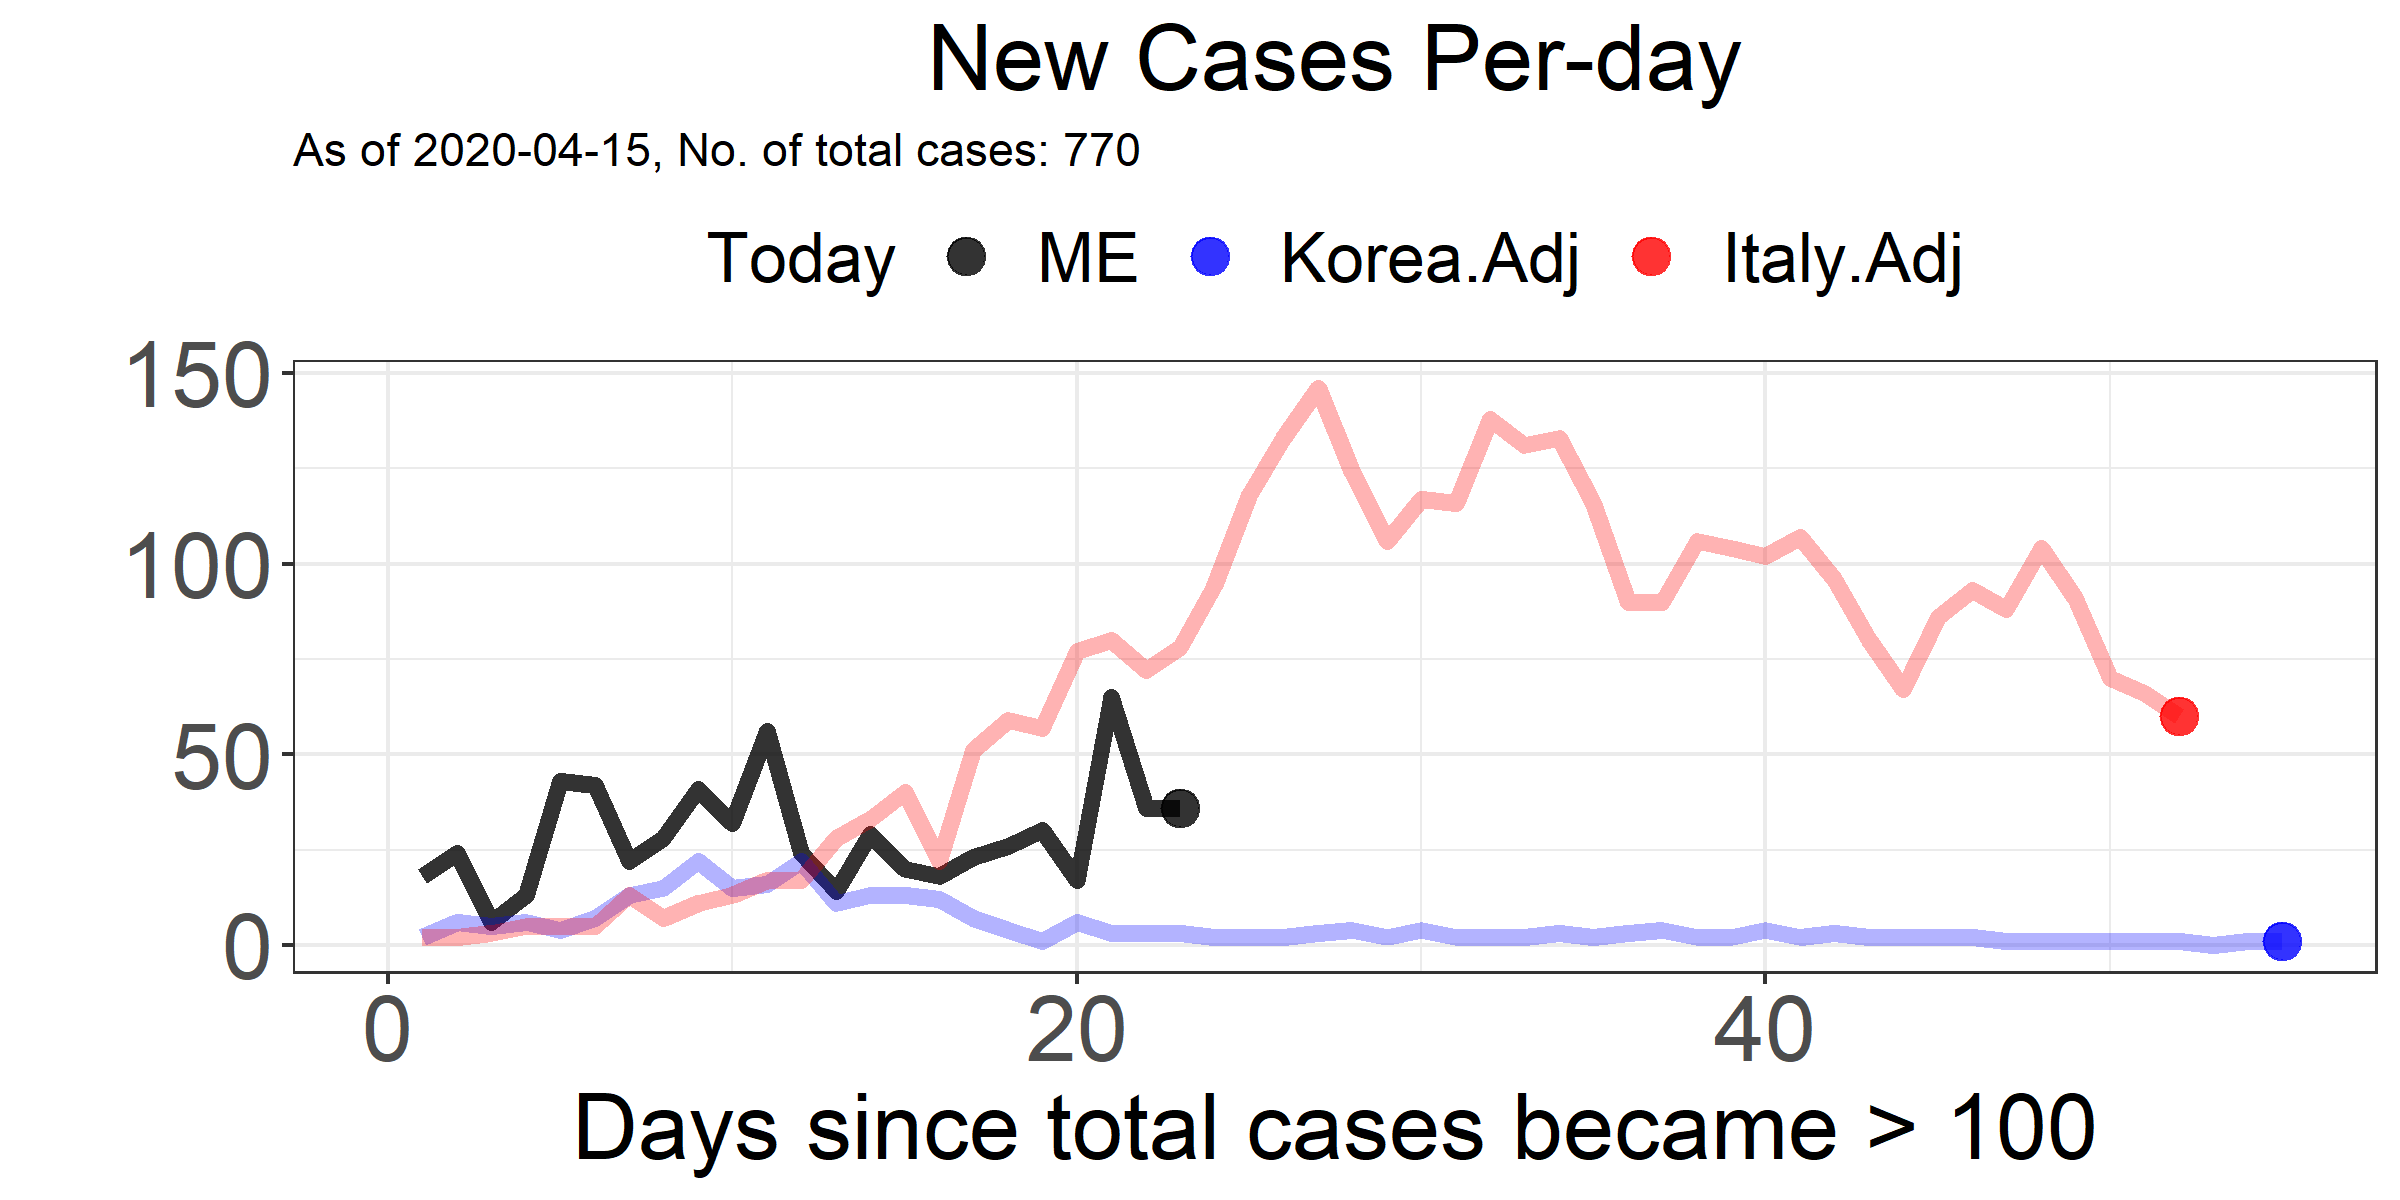 New Cases Per-day
As of 2020-04-15, No. of total cases: 770
Today ME Korea.Adj Italy.Adj
150
100
50
0
0 20 40
Days since total cases became > 100